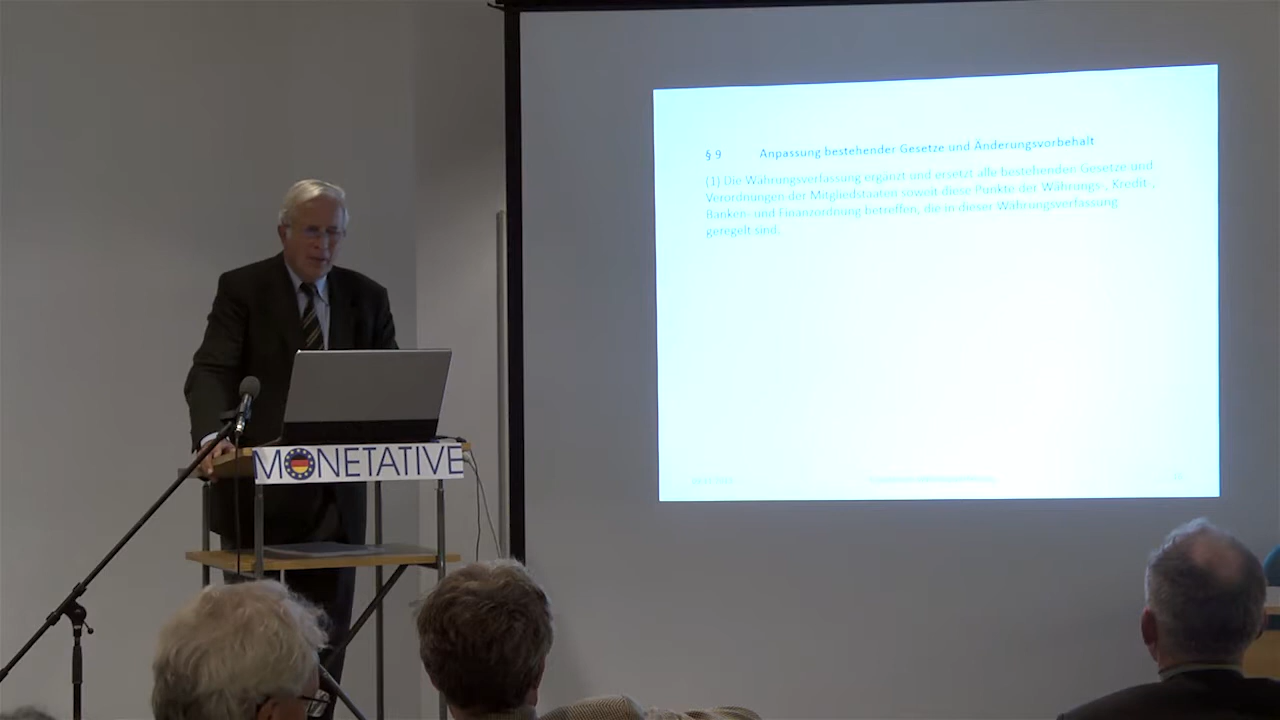 MONETATIVE
§ 9 Anpassung bestehender Gesetze und Änderungsvorbehalt
(1) Die Währungsverfassung ergänzt und ersetzt alle bestehenden Gesetze und
Verordnungen der Mitgliedstaaten soweit diese Punkte der Währungs-, Kredit-,
Banken- und Finanzordnung betreffen, die in dieser Währungsverfassung
geregelt sind.